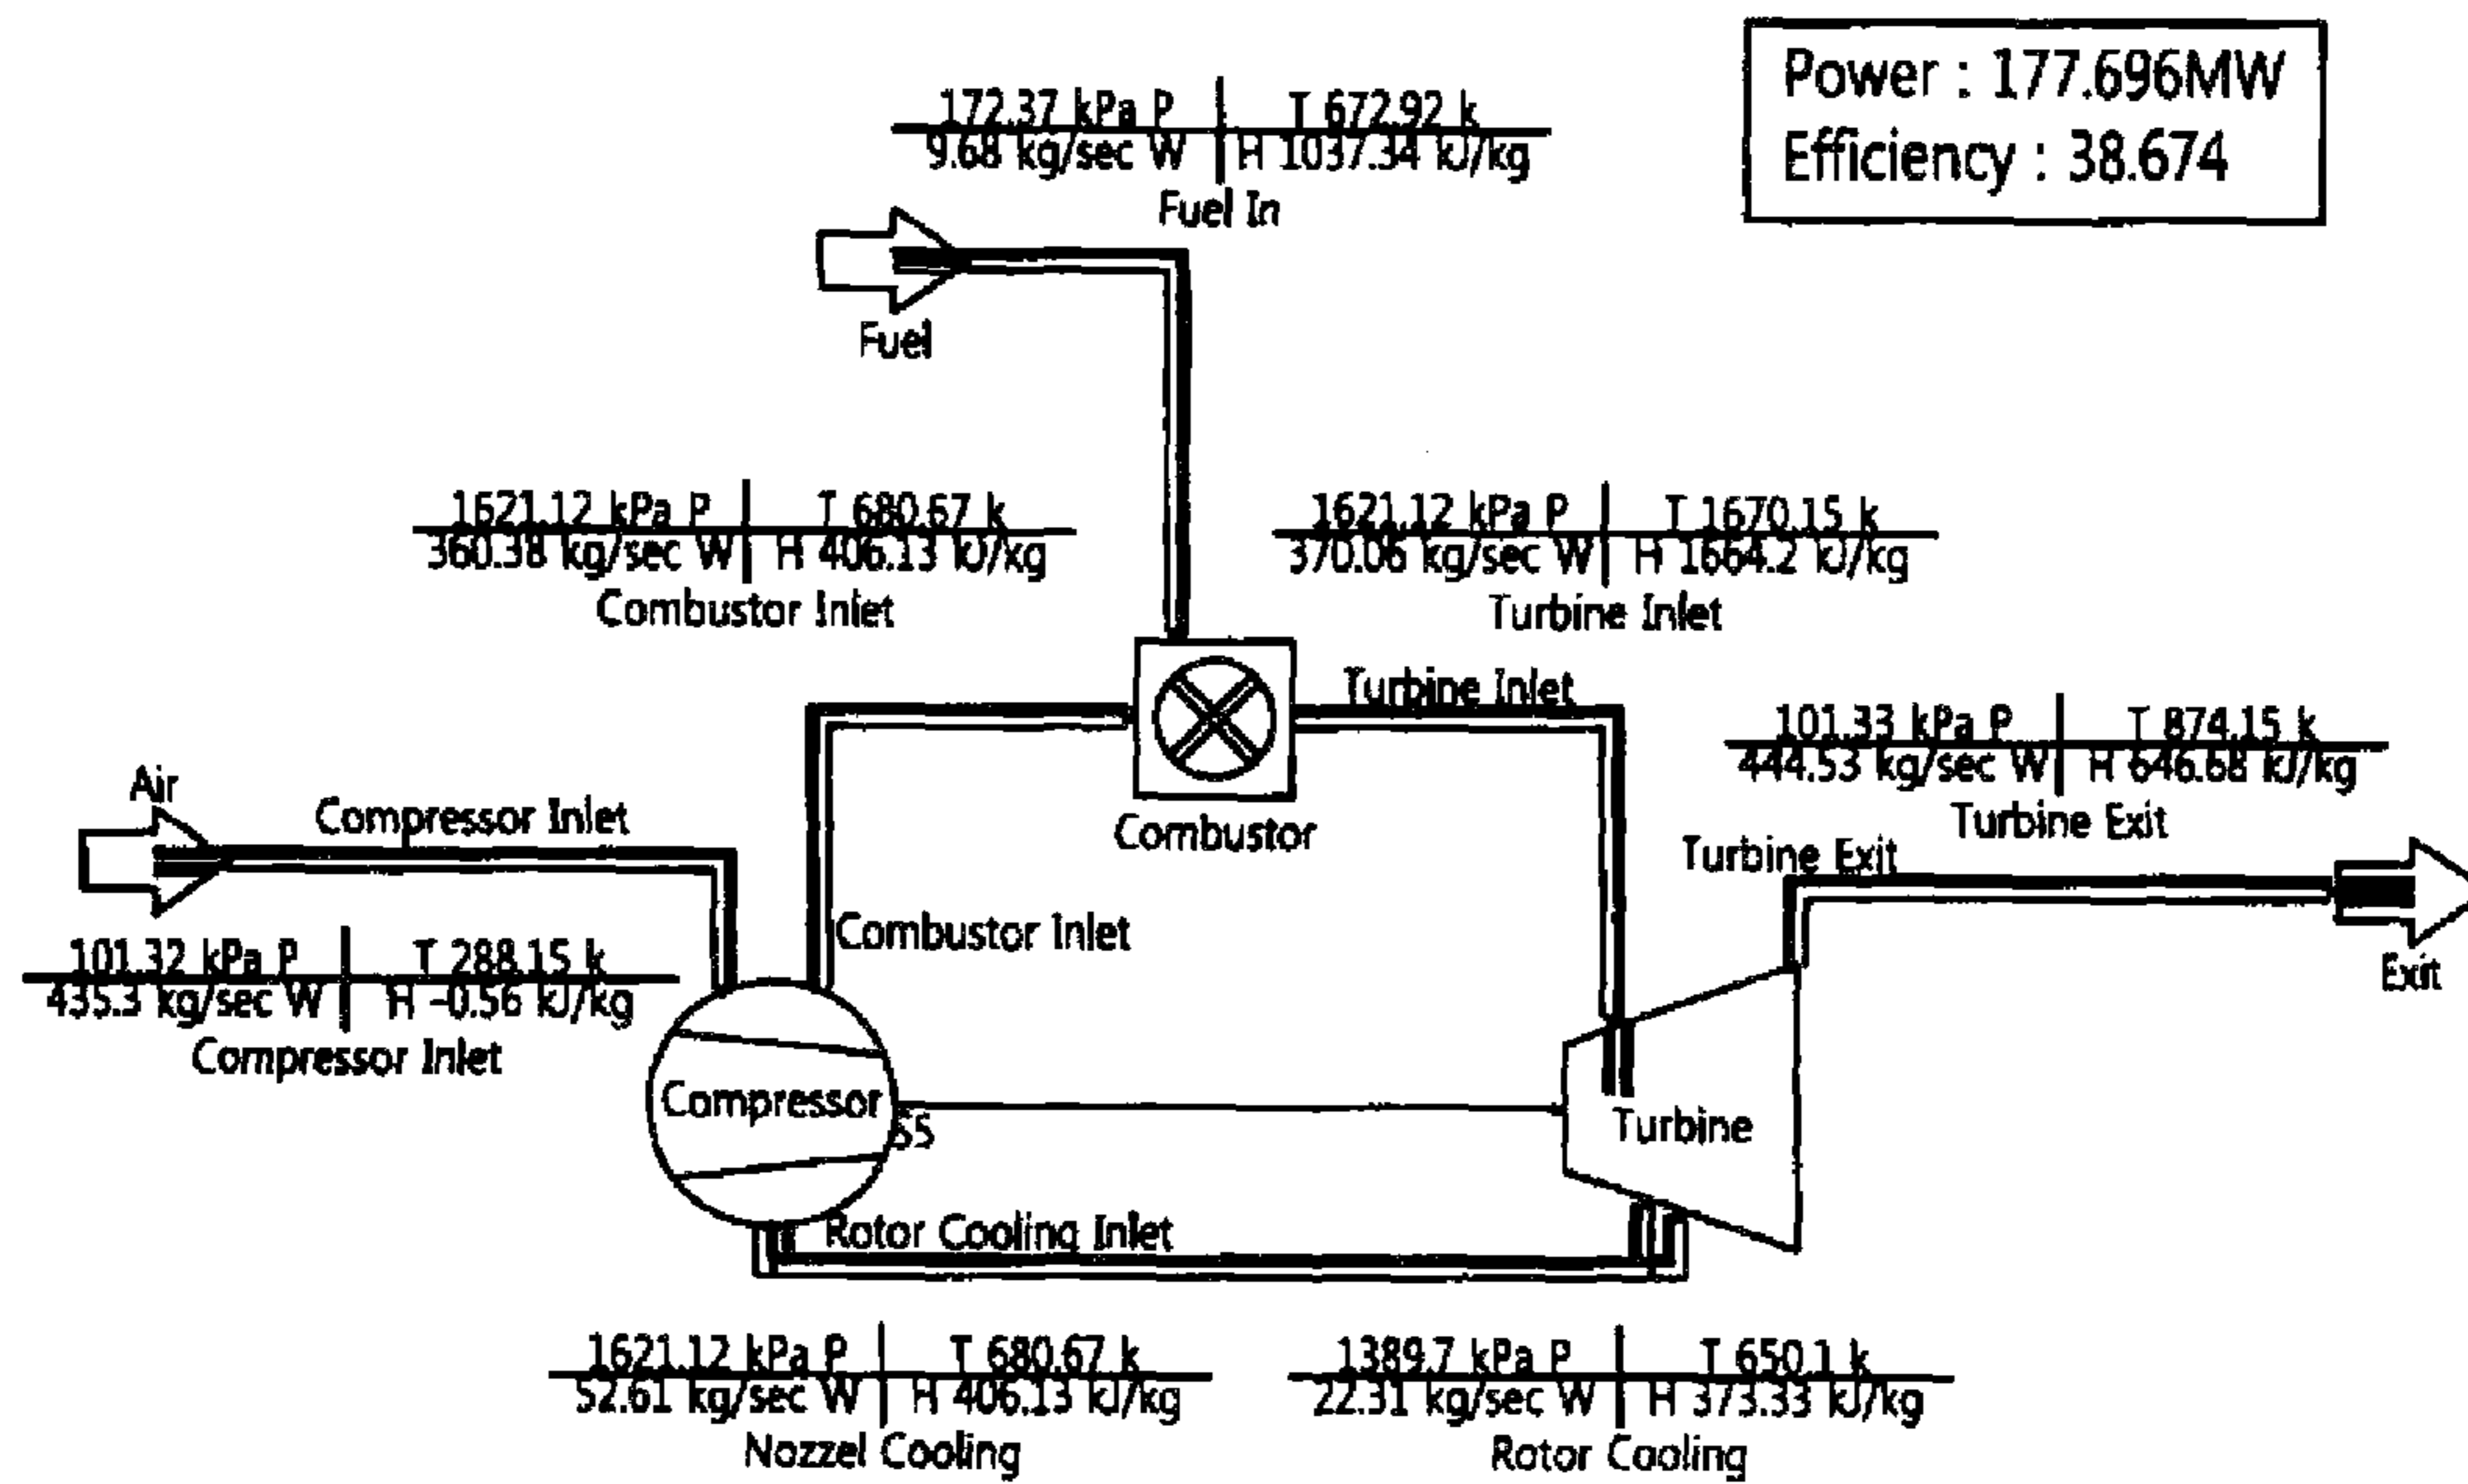 Power : 177.696MW
Efficiency : 38.674
172.37 kPa P T 672.92 k
9.68 kg/sec W H 1037.34 kJ/kg
Fuel In
Fuel
1621.12 kPa P T 680.67 k
360.38 kg/sec W H 406.13 kJ/kg
Combustor Inlet
1621.12 kPa P T 1670.15 k
370.06 kg/sec W H 1664.2 kJ/kg
Turbine Inlet
Turbine Inlet
Combustor
101.33 kPa P T 874.15 k
444.53 kg/sec W H 646.68 kJ/kg
Turbine Exit
Turbine Exit
Exit
Air
Compressor Inlet
Combustor Inlet
101.32 kPa P T 288.15 k
435.3 kg/sec W H -0.56 kJ/kg
Compressor Inlet
Compressor
S5
Turbine
Rotor Cooling Inlet
1621.12 kPa P T 680.67 k
52.61 kg/sec W H 406.13 kJ/kg
Nozzel Cooling
1389.7 kPa P T 650.1 k
22.31 kg/sec W H 373.33 kJ/kg
Rotor Cooling